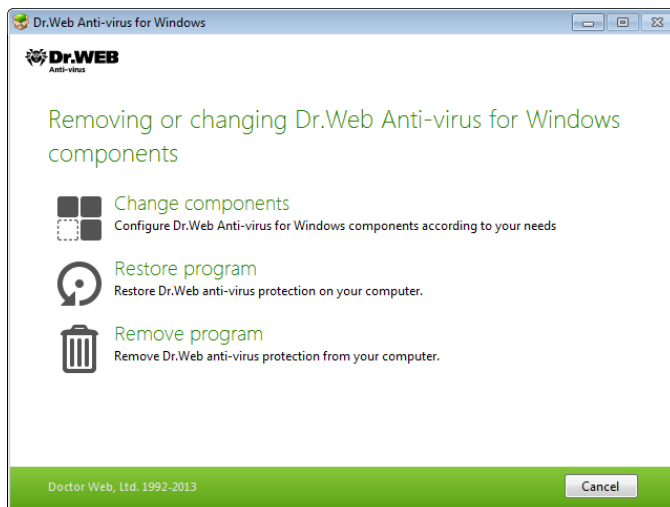 Dr.Web Anti-virus for Windows
Dr.WEB
Anti-virus
Removing or changing Dr.Web Anti-virus for Windows
components
Change components
Configure Dr.Web Anti-virus for Windows components according to your needs
Restore program
Restore Dr.Web anti-virus protection on your computer.
Remove program
Remove Dr.Web anti-virus protection from your computer.
Doctor Web, Ltd. 1992-2013
Cancel